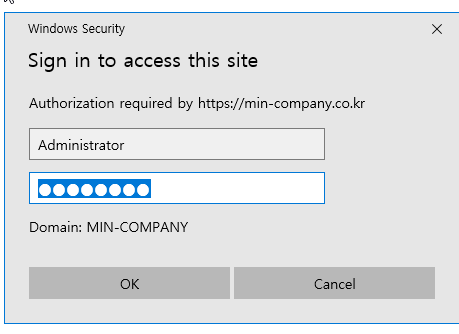 Windows Security
Sign in to access this site
Authorization required by https://min-company.co.kr
Administrator
●●●●●●●●
Domain: MIN-COMPANY
OK
Cancel